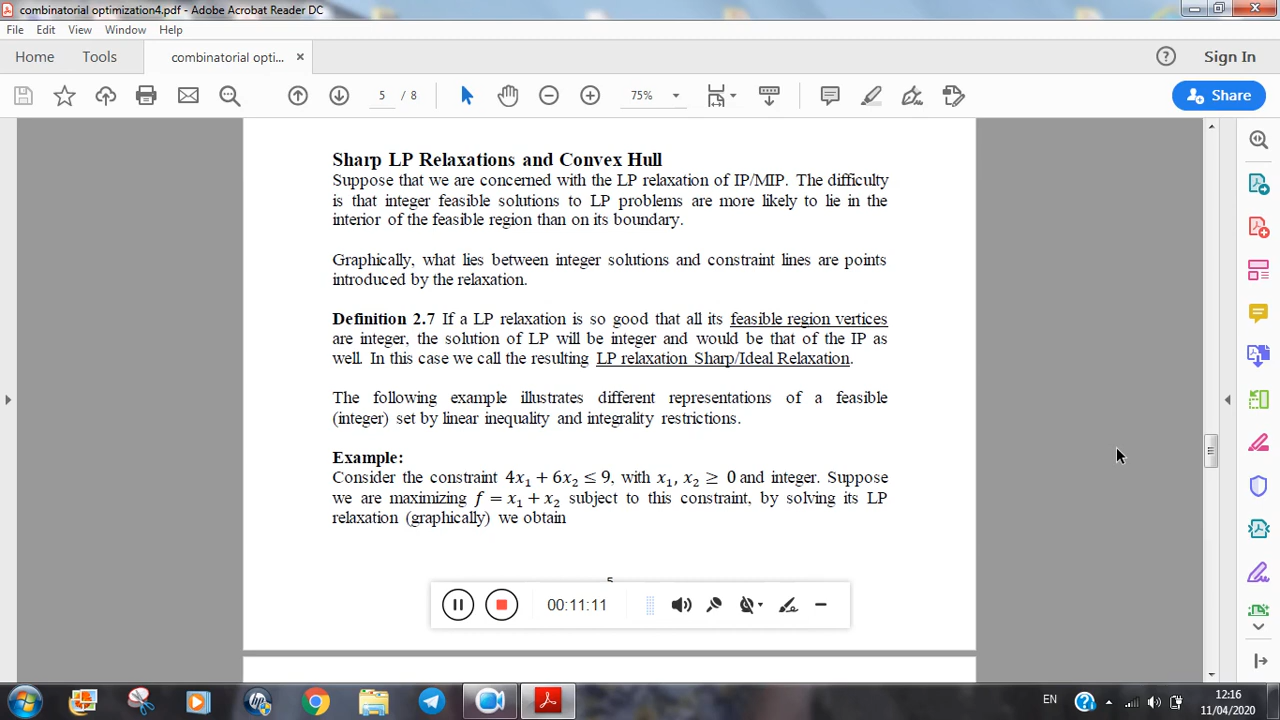 combinatorial optimization4.pdf - Adobe Acrobat Reader DC
File Edit View Window Help
Home Tools combinatorial opti... × Sign In
5 / 8 75% Share
Sharp LP Relaxations and Convex Hull
Suppose that we are concerned with the LP relaxation of IP/MIP. The difficulty
is that integer feasible solutions to LP problems are more likely to lie in the
interior of the feasible region than on its boundary.
Graphically, what lies between integer solutions and constraint lines are points
introduced by the relaxation.
Definition 2.7 If a LP relaxation is so good that all its feasible region vertices
are integer, the solution of LP will be integer and would be that of the IP as
well. In this case we call the resulting LP relaxation Sharp/Ideal Relaxation.
The following example illustrates different representations of a feasible
(integer) set by linear inequality and integrality restrictions.
Example:
Consider the constraint 4x₁ + 6x₂ ≤ 9, with x₁, x₂ ≥ 0 and integer. Suppose
we are maximizing f = x₁ + x₂ subject to this constraint, by solving its LP
relaxation (graphically) we obtain
00:11:11
EN 12:16
11/04/2020